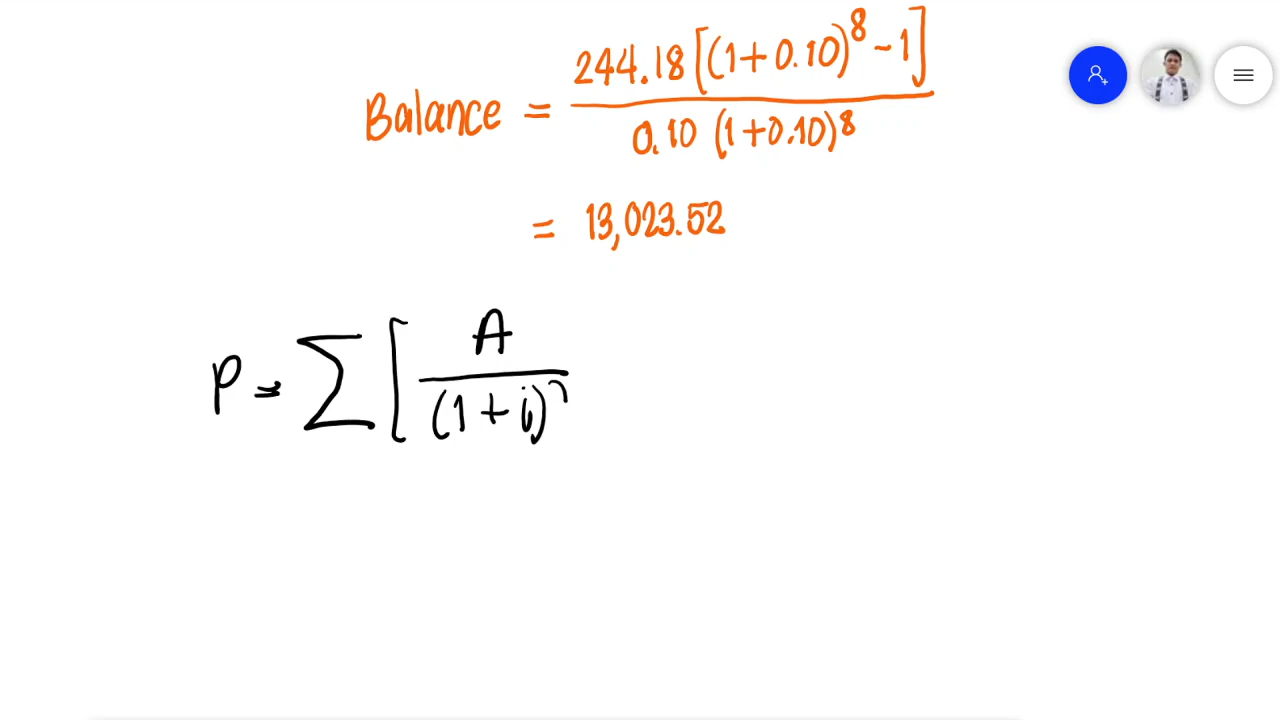 Balance = 244.18 [(1+0.10)^8 - 1] / 0.10 (1+0.10)^8
= 13,023.52
P = Σ [ A / (1+i)